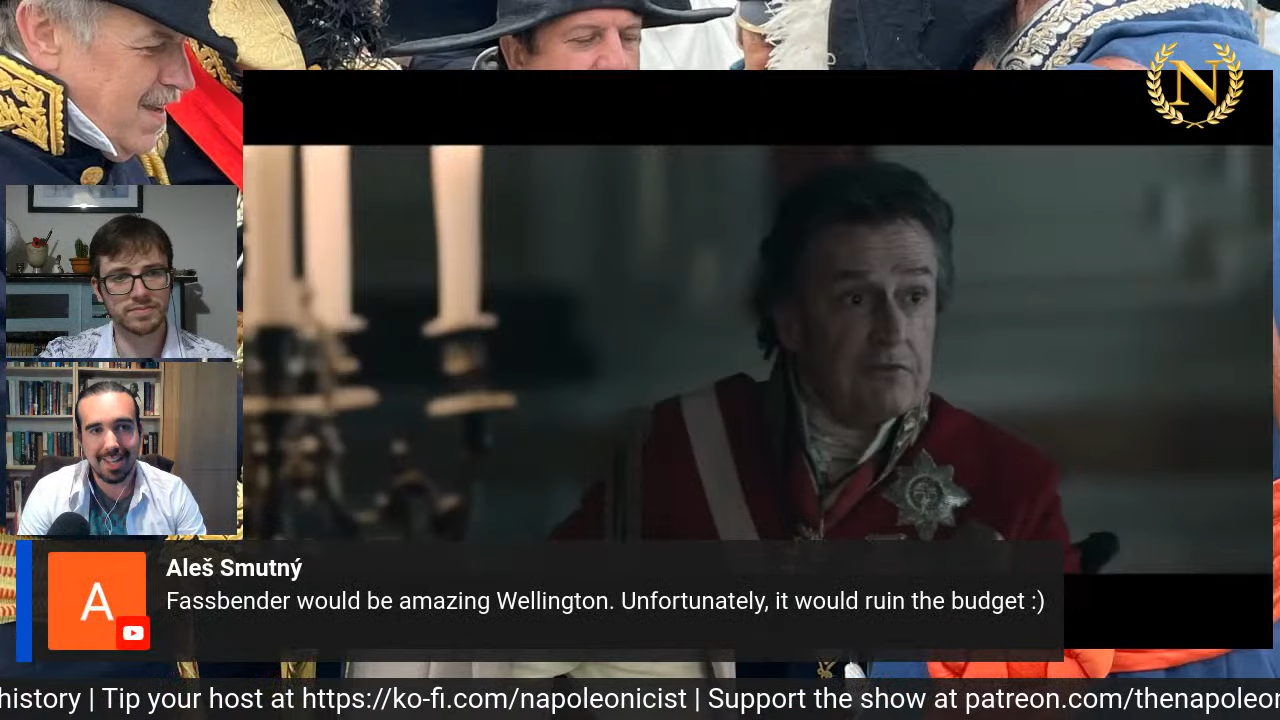 N
A
Aleš Smutný
Fassbender would be amazing Wellington. Unfortunately, it would ruin the budget :)
history | Tip your host at https://ko-fi.com/napoleonicist | Support the show at patreon.com/thenapoleon